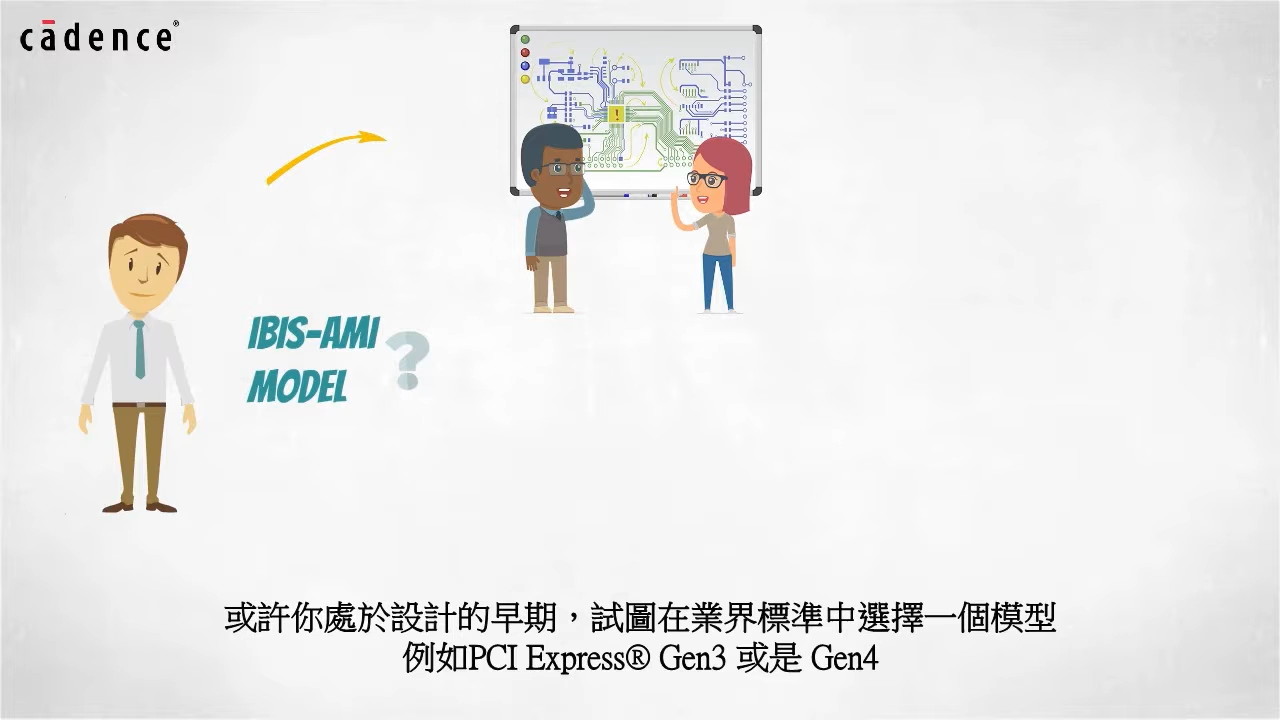 cādence®
!
IBIS-AMI
MODEL ?
或許你處於設計的早期，試圖在業界標準中選擇一個模型
例如PCI Express® Gen3 或是 Gen4